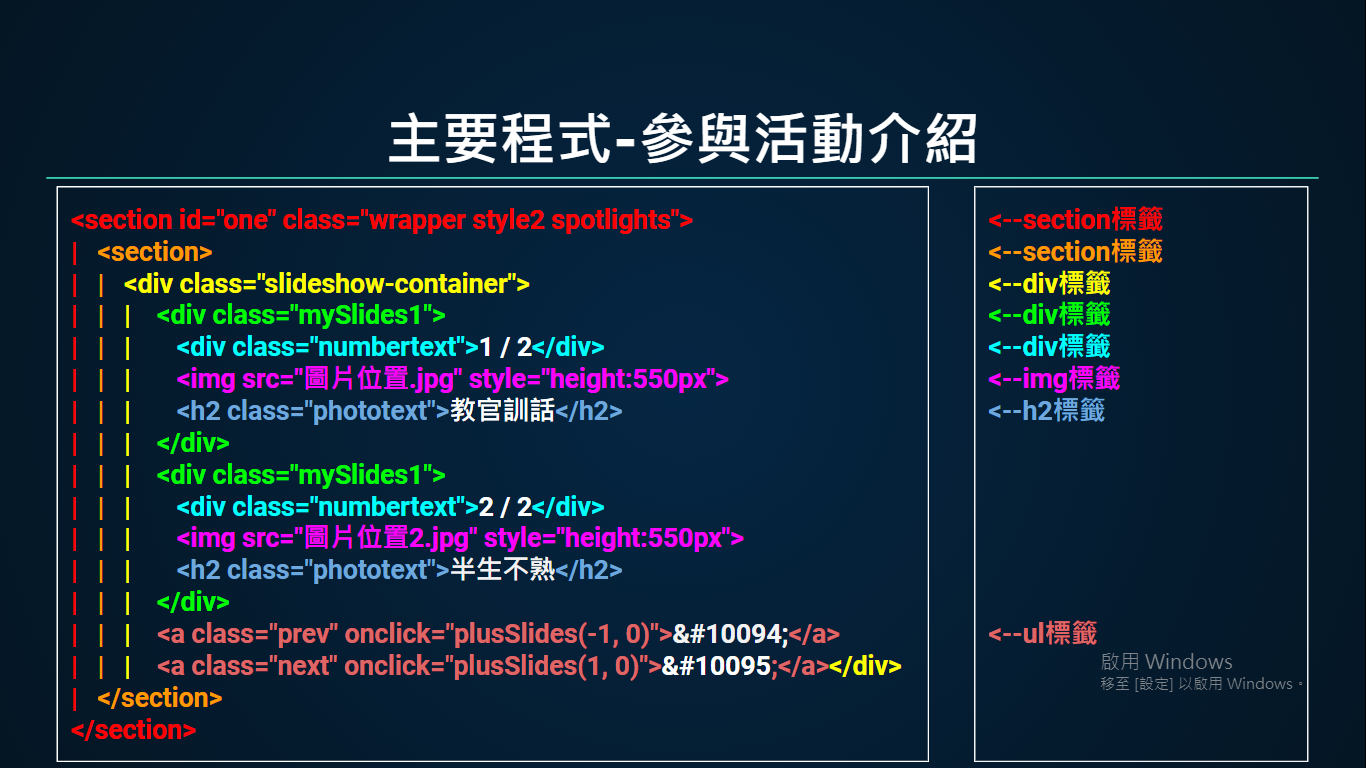 主要程式-參與活動介紹
<section id="one" class="wrapper style2 spotlights">
| <section>
| | <div class="slideshow-container">
| | | <div class="mySlides1">
| | | <div class="numbertext">1 / 2</div>
| | | <img src="圖片位置.jpg" style="height:550px">
| | | <h2 class="phototext">教官訓話</h2>
| | | </div>
| | | <div class="mySlides1">
| | | <div class="numbertext">2 / 2</div>
| | | <img src="圖片位置2.jpg" style="height:550px">
| | | <h2 class="phototext">半生不熟</h2>
| | | </div>
| | | <a class="prev" onclick="plusSlides(-1, 0)">&#10094;</a>
| | | <a class="next" onclick="plusSlides(1, 0)">&#10095;</a></div>
| </section>
</section>
<--section標籤
<--section標籤
<--div標籤
<--div標籤
<--div標籤
<--img標籤
<--h2標籤
<--ul標籤
啟用 Windows
移至 [設定] 以啟用 Windows。